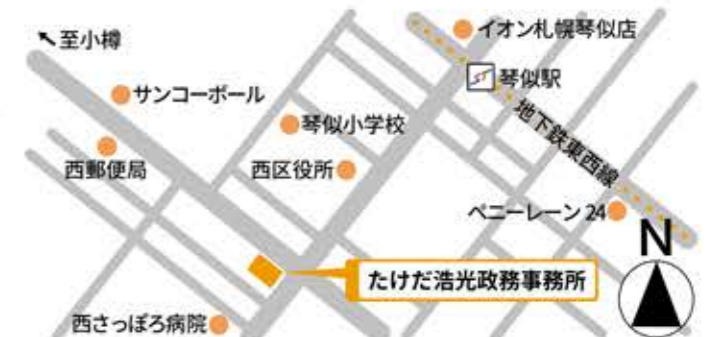 イオン札幌琴似店
↖至小樽
琴似駅
サンコーボール
琴似小学校
地下鉄東西線
西郵便局
西区役所
ペニーレーン24
N
たけだ浩光政務事務所
西さっぽろ病院